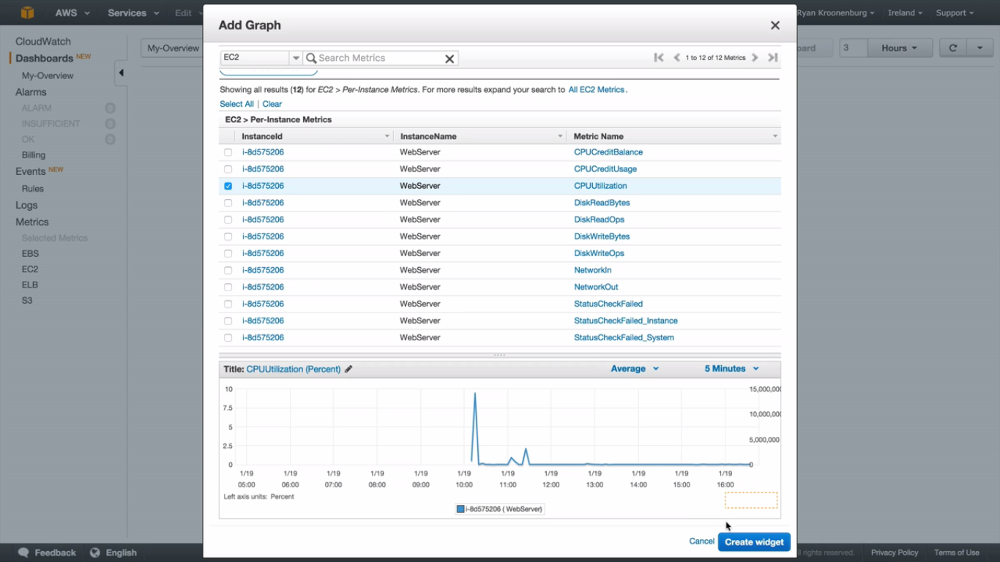 AWS Services Edit
Ryan Kroonenburg Ireland Support
CloudWatch
Dashboards NEW
My-Overview
Alarms
ALARM 0
INSUFFICIENT 0
OK 0
Billing
Events NEW
Rules
Logs
Metrics
Selected Metrics
EBS
EC2
ELB
S3
My-Overview
3 Hours
Add Graph
EC2 Search Metrics 1 to 12 of 12 Metrics
Showing all results (12) for EC2 > Per-Instance Metrics. For more results expand your search to All EC2 Metrics.
Select All | Clear
EC2 > Per-Instance Metrics
InstanceId InstanceName Metric Name
i-8d575206 WebServer CPUCreditBalance
i-8d575206 WebServer CPUCreditUsage
i-8d575206 WebServer CPUUtilization
i-8d575206 WebServer DiskReadBytes
i-8d575206 WebServer DiskReadOps
i-8d575206 WebServer DiskWriteBytes
i-8d575206 WebServer DiskWriteOps
i-8d575206 WebServer NetworkIn
i-8d575206 WebServer NetworkOut
i-8d575206 WebServer StatusCheckFailed
i-8d575206 WebServer StatusCheckFailed_Instance
i-8d575206 WebServer StatusCheckFailed_System
Title: CPUUtilization (Percent) Average 5 Minutes
10 15,000,000
7.5 10,000,000
5 5,000,000
2.5
0 0
1/19 1/19 1/19 1/19 1/19 1/19 1/19 1/19 1/19 1/19 1/19 1/19
05:00 06:00 07:00 08:00 09:00 10:00 11:00 12:00 13:00 14:00 15:00 16:00
Left axis units: Percent
i-8d575206 ( WebServer)
Cancel Create widget
Feedback English rights reserved. Privacy Policy Terms of Use